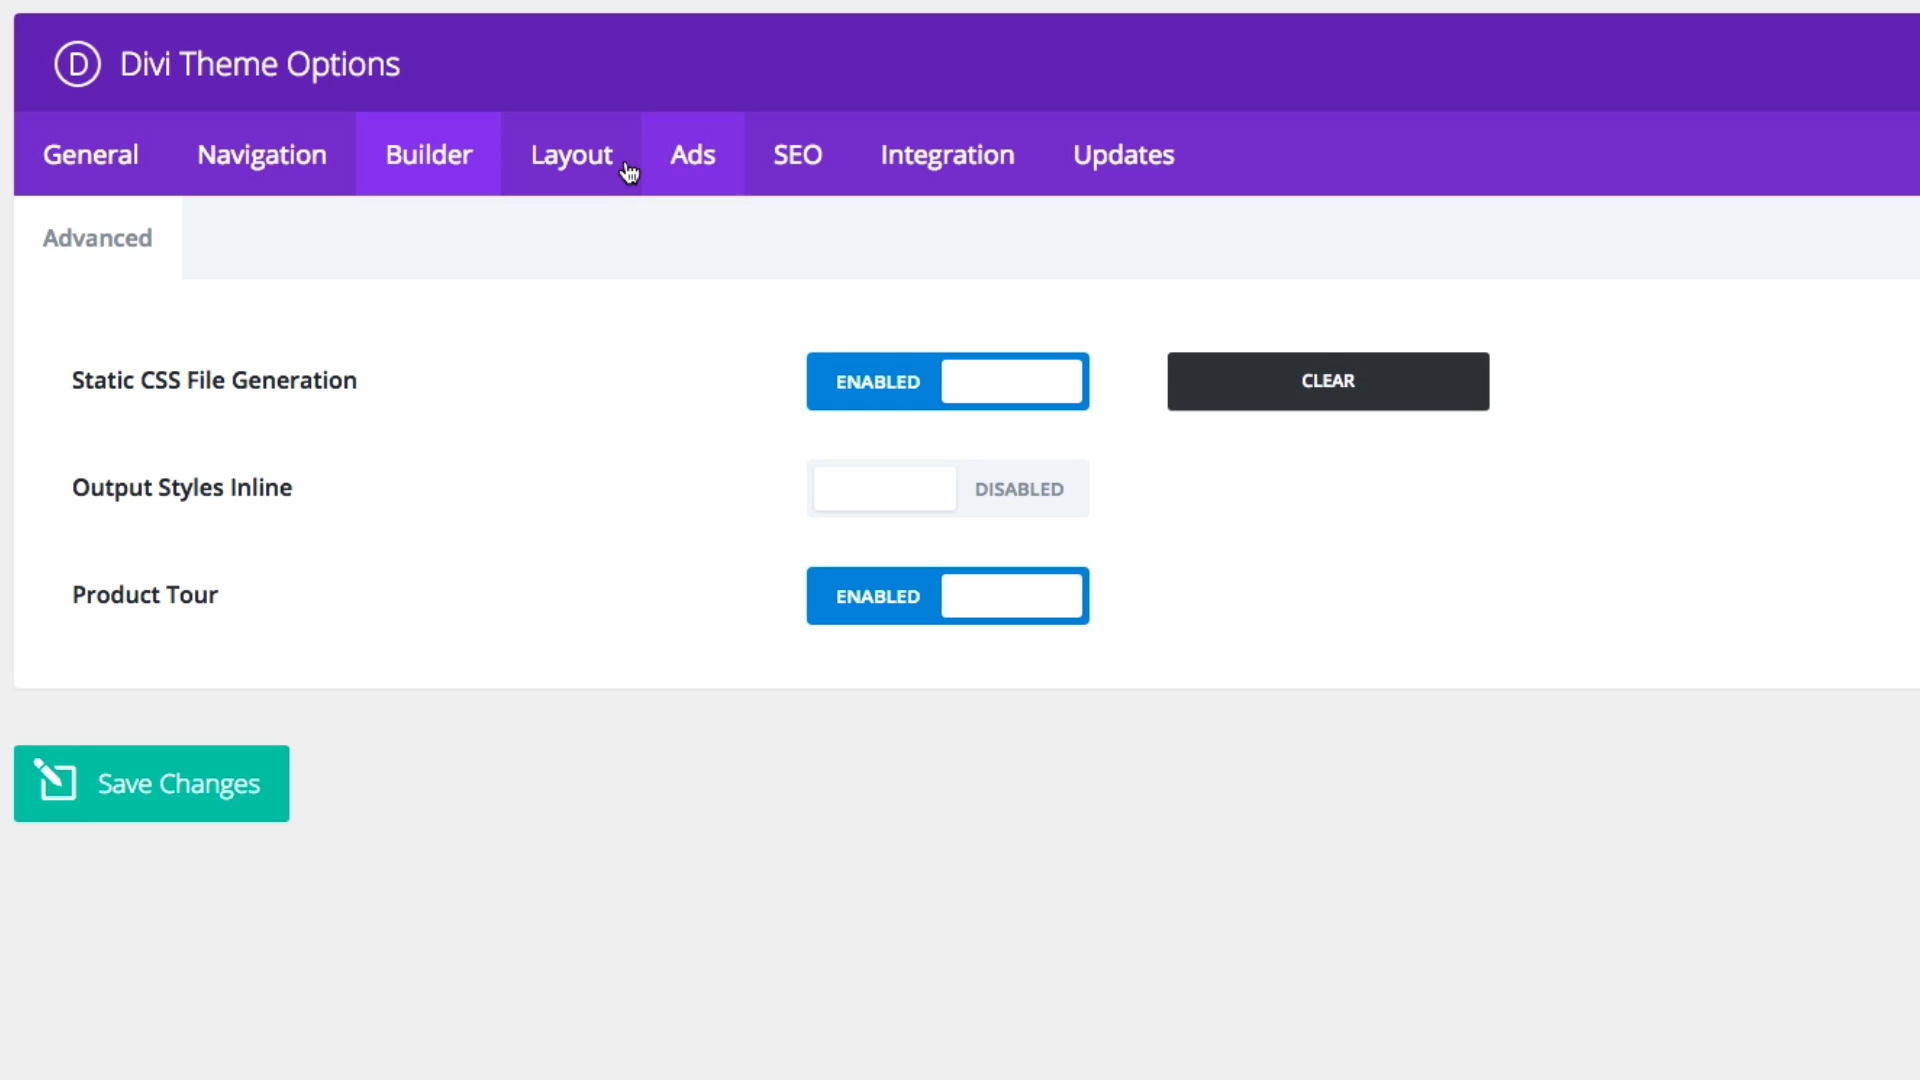 D Divi Theme Options
General Navigation Builder Layout Ads SEO Integration Updates
Advanced
Static CSS File Generation ENABLED CLEAR
Output Styles Inline DISABLED
Product Tour ENABLED
Save Changes